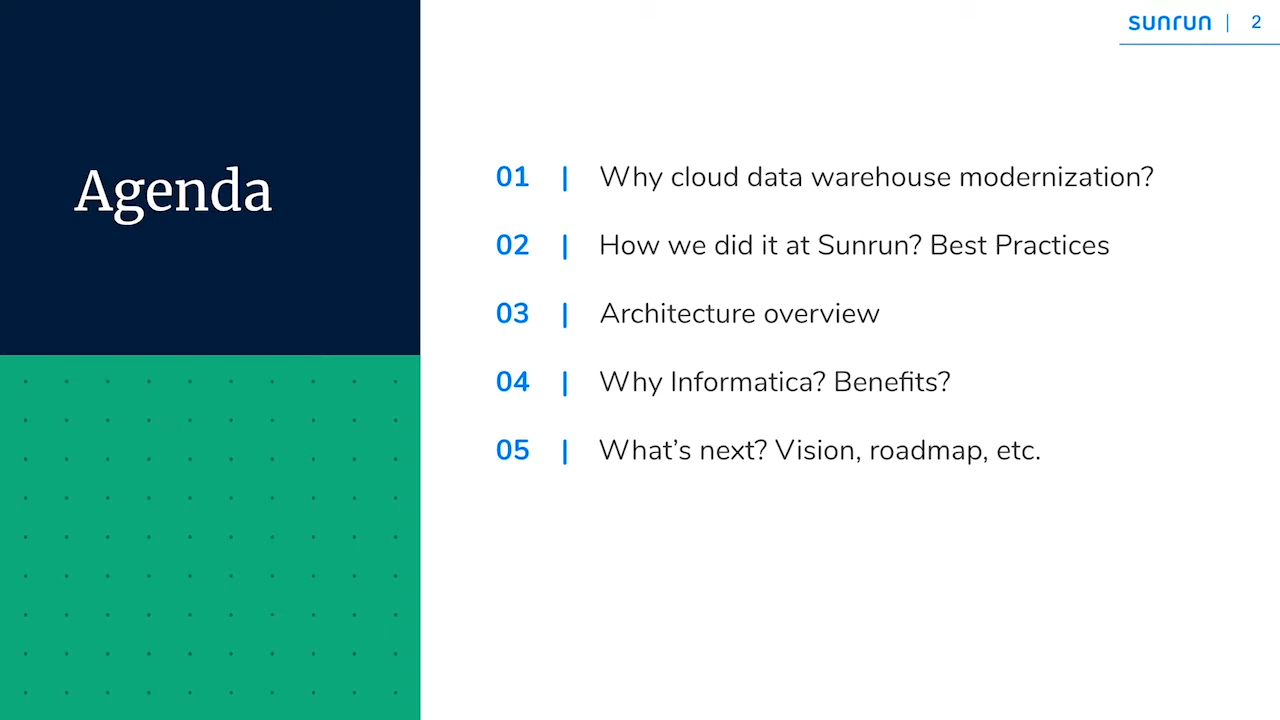 sunrun | 2
Agenda
01 | Why cloud data warehouse modernization?
02 | How we did it at Sunrun? Best Practices
03 | Architecture overview
04 | Why Informatica? Benefits?
05 | What’s next? Vision, roadmap, etc.